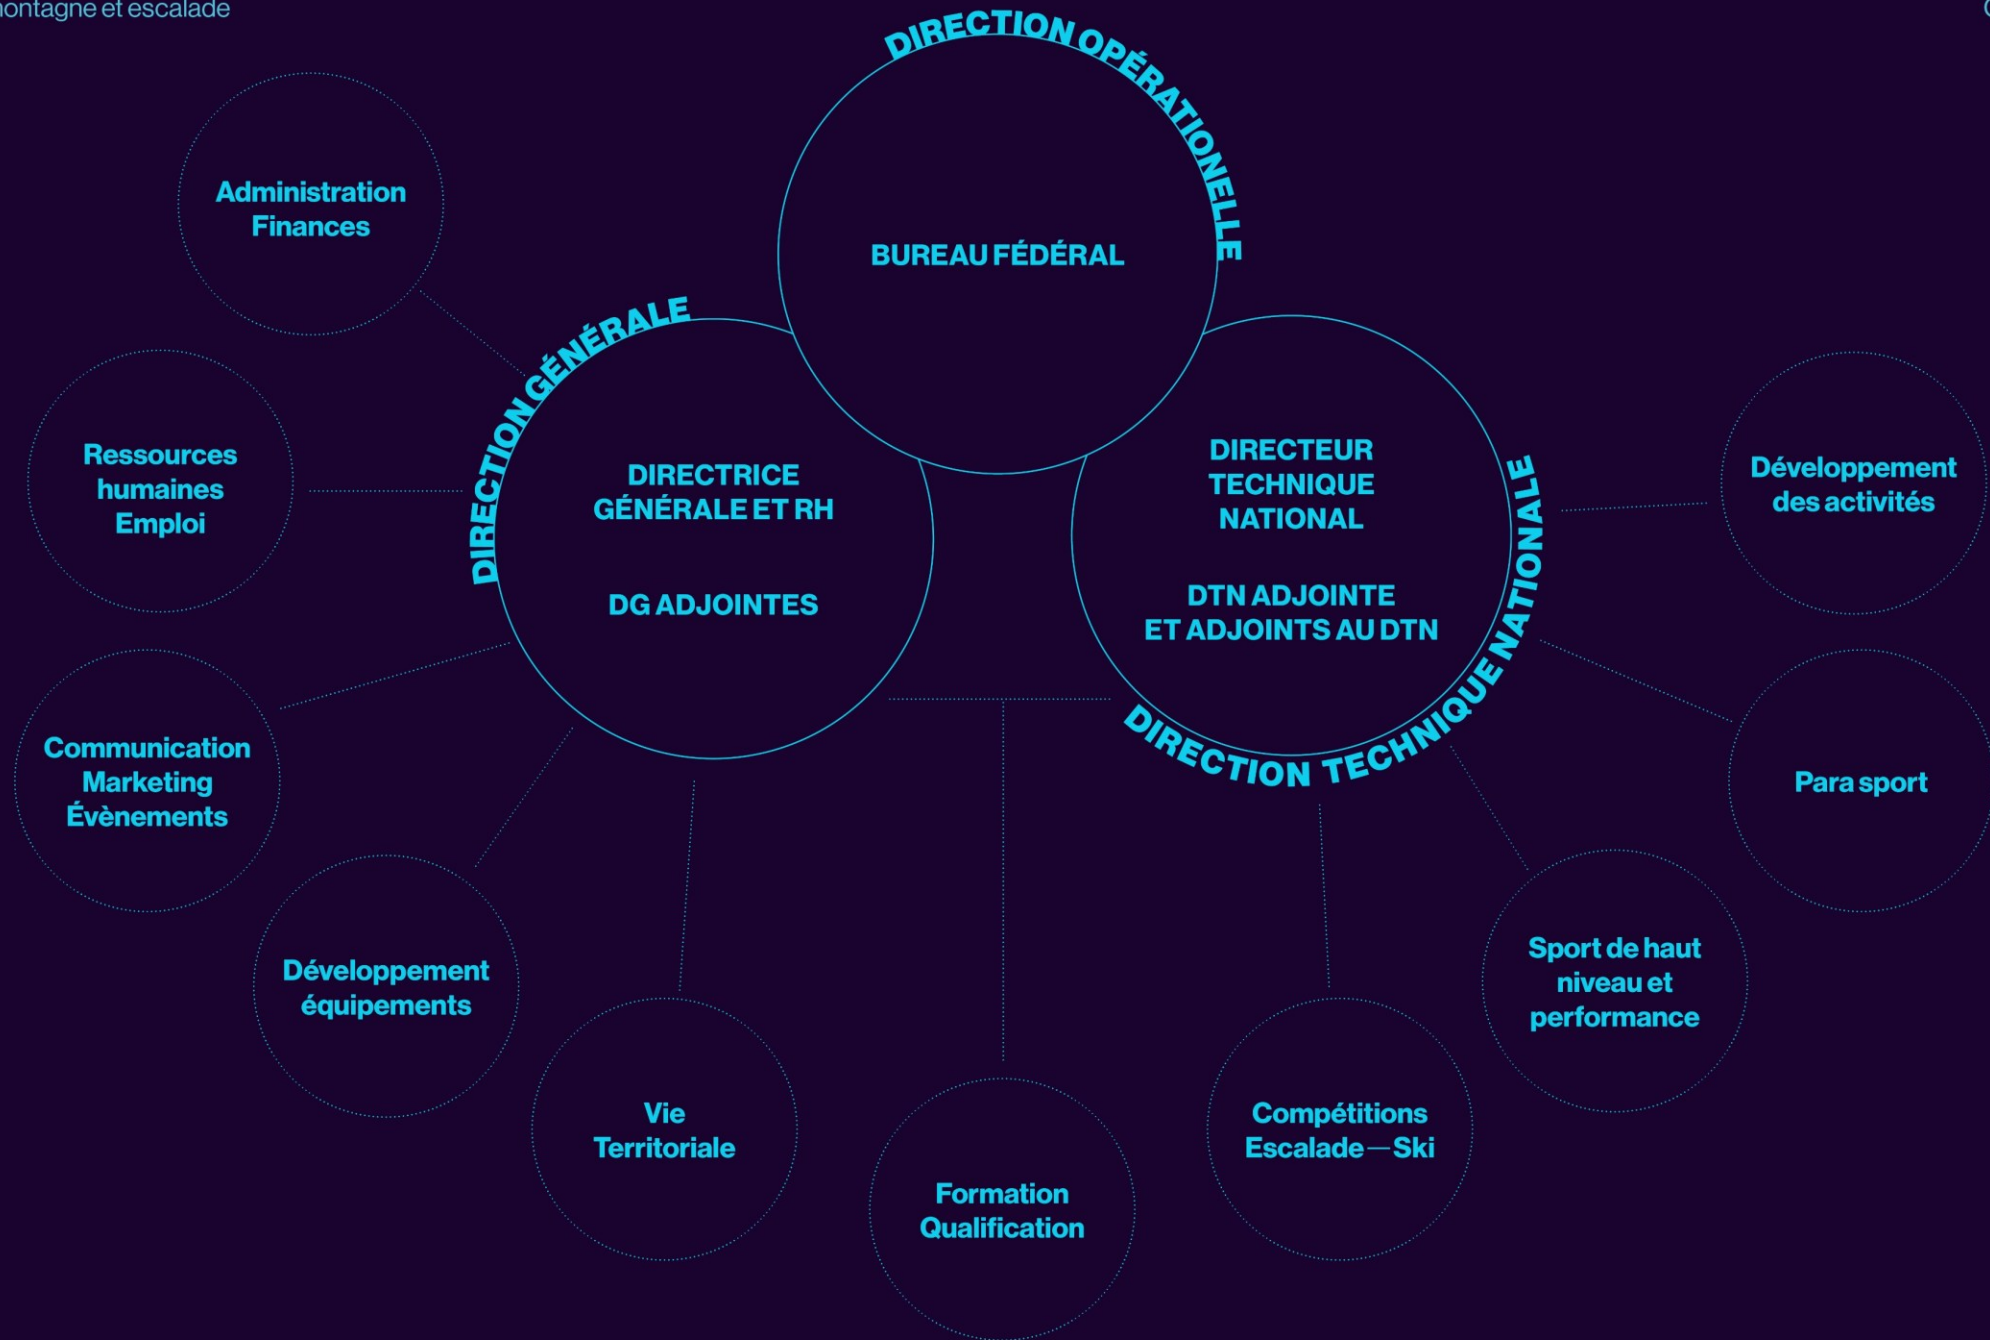 montagne et escalade
DIRECTION OPÉRATIONELLE
BUREAU FÉDÉRAL
DIRECTION GÉNÉRALE
DIRECTRICE
GÉNÉRALE ET RH
DG ADJOINTES
DIRECTEUR
TECHNIQUE
NATIONAL
DTN ADJOINTE
ET ADJOINTS AU DTN
DIRECTION TECHNIQUE NATIONALE
Administration
Finances
Ressources
humaines
Emploi
Communication
Marketing
Évènements
Développement
équipements
Vie
Territoriale
Formation
Qualification
Compétitions
Escalade — Ski
Sport de haut
niveau et
performance
Para sport
Développement
des activités